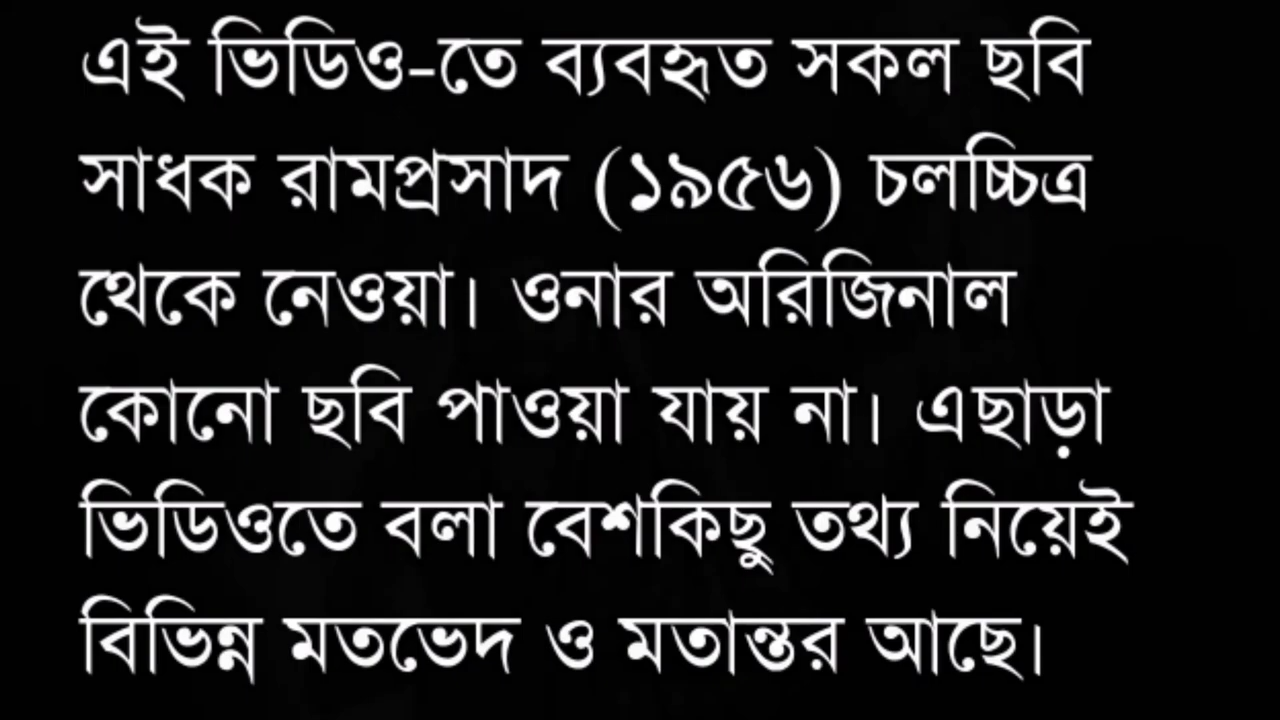 এই ভিডিও-তে ব্যবহৃত সকল ছবি
সাধক রামপ্রসাদ (১৯৫৬) চলচ্চিত্র
থেকে নেওয়া। ওনার অরিজিনাল
কোনো ছবি পাওয়া যায় না। এছাড়া
ভিডিওতে বলা বেশকিছু তথ্য নিয়েই
বিভিন্ন মতভেদ ও মতান্তর আছে।